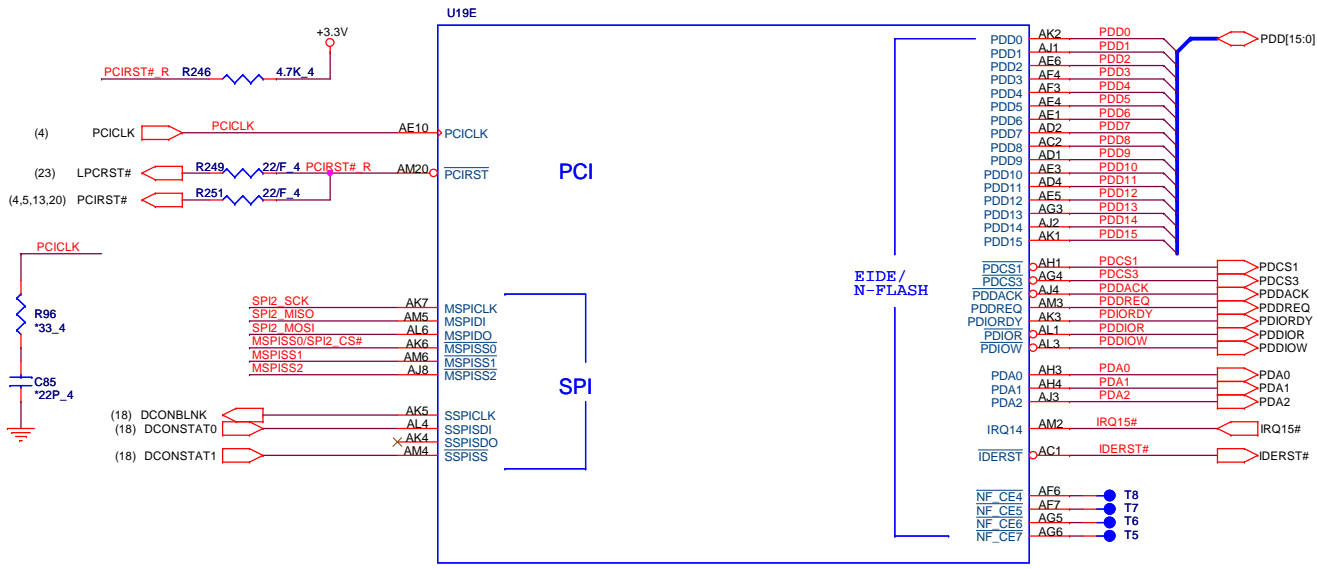 U19E
+3.3V
PCIRST#_R R246 4.7K_4
(4) PCICLK PCICLK AE10 PCICLK
(23) LPCRST# R249 22/F_4 PCIRST#_R AM20 PCIRST
(4,5,13,20) PCIRST# R251 22/F_4
PCI
PCICLK
R96
*33_4
C85
*22P_4
SPI2_SCK AK7 MSPICLK
SPI2_MISO AM5 MSPIDI
SPI2_MOSI AL6 MSPIDO
MSPISS0/SPI2_CS# AK6 MSPISS0
MSPISS1 AM6 MSPISS1
MSPISS2 AJ8 MSPISS2
SPI
(18) DCONBLNK AK5 SSPICLK
(18) DCONSTAT0 AL4 SSPISDI
AK4 SSPISDO
(18) DCONSTAT1 AM4 SSPISS
EIDE/
N-FLASH
PDD0 AK2 PDD0
PDD1 AJ1 PDD1
PDD2 AE6 PDD2
PDD3 AF4 PDD3
PDD4 AF3 PDD4
PDD5 AE4 PDD5
PDD6 AE1 PDD6
PDD7 AD2 PDD7
PDD8 AC2 PDD8
PDD9 AD1 PDD9
PDD10 AE3 PDD10
PDD11 AD4 PDD11
PDD12 AE5 PDD12
PDD13 AG3 PDD13
PDD14 AJ2 PDD14
PDD15 AK1 PDD15
PDD[15:0]
PDCS1 AH1 PDCS1 PDCS1
PDCS3 AG4 PDCS3 PDCS3
PDDACK AJ4 PDDACK PDDACK
PDDREQ AM3 PDDREQ PDDREQ
PDIORDY AK3 PDIORDY PDIORDY
PDIOR AL1 PDDIOR PDDIOR
PDIOW AL3 PDDIOW PDDIOW
PDA0 AH3 PDA0 PDA0
PDA1 AH4 PDA1 PDA1
PDA2 AJ3 PDA2 PDA2
IRQ14 AM2 IRQ15# IRQ15#
IDERST AC1 IDERST# IDERST#
NF_CE4 AF6 T8
NF_CE5 AF7 T7
NF_CE6 AG5 T6
NF_CE7 AG6 T5